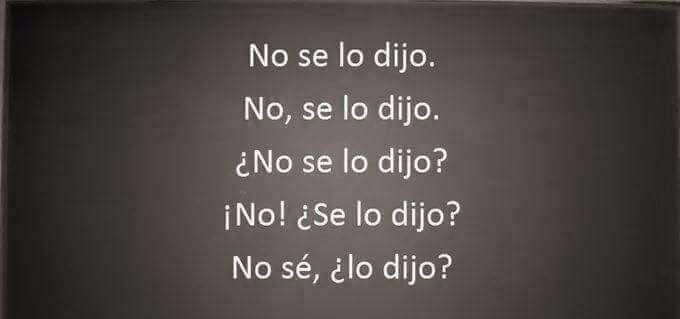 No se lo dijo.
No, se lo dijo.
¿No se lo dijo?
¡No! ¿Se lo dijo?
No sé, ¿lo dijo?